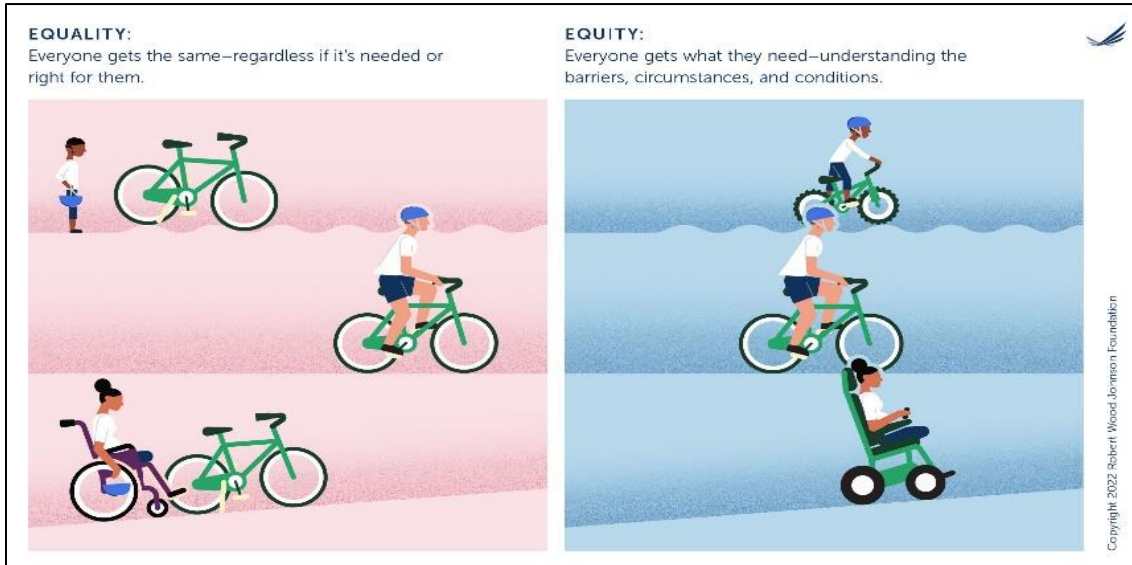 EQUALITY:
Everyone gets the same—regardless if it's needed or
right for them.
EQUITY:
Everyone gets what they need—understanding the
barriers, circumstances, and conditions.
Copyright 2022 Robert Wood Johnson Foundation